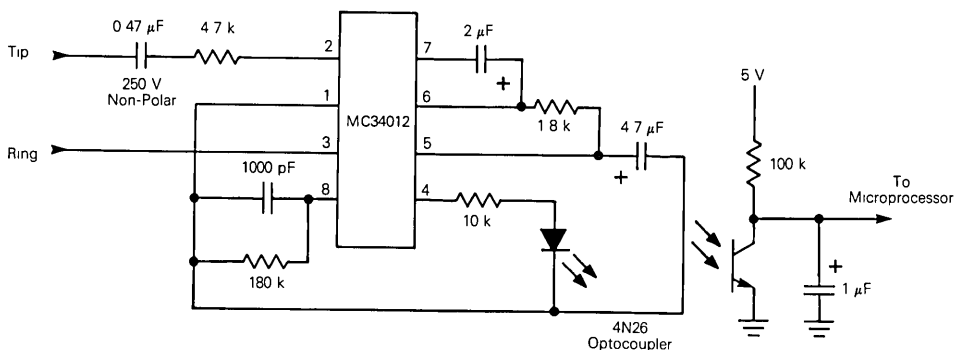 0 47 μF
4 7 k
2
7
2 μF
Tip
250 V
Non-Polar
+
5 V
1
6
MC34012
1 8 k
4 7 μF
Ring
3
5
+
100 k
1000 pF
8
4
10 k
To
Microprocessor
180 k
+
1 μF
4N26
Optocoupler